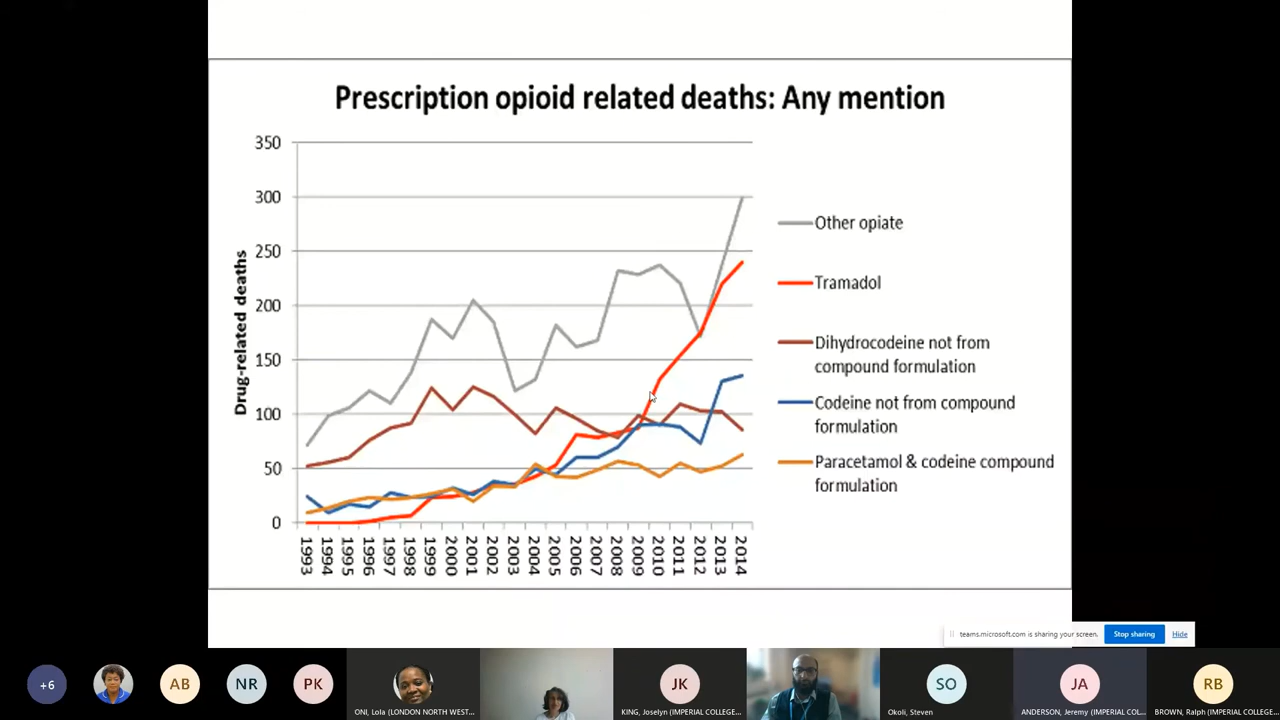 Prescription opioid related deaths: Any mention
Drug-related deaths
350
300
250
200
150
100
50
0
1993
1994
1995
1996
1997
1998
1999
2000
2001
2002
2003
2004
2005
2006
2007
2008
2009
2010
2011
2012
2013
2014
Other opiate
Tramadol
Dihydrocodeine not from
compound formulation
Codeine not from compound
formulation
Paracetamol & codeine compound
formulation
teams.microsoft.com is sharing your screen.
Stop sharing
Hide
+6
AB
NR
PK
ONI, Lola (LONDON NORTH WEST...
JK
KING, Joselyn (IMPERIAL COLLEGE...
SO
Okoli, Steven
JA
ANDERSON, Jeremy (IMPERIAL COL...
RB
BROWN, Ralph (IMPERIAL COLLEGE...